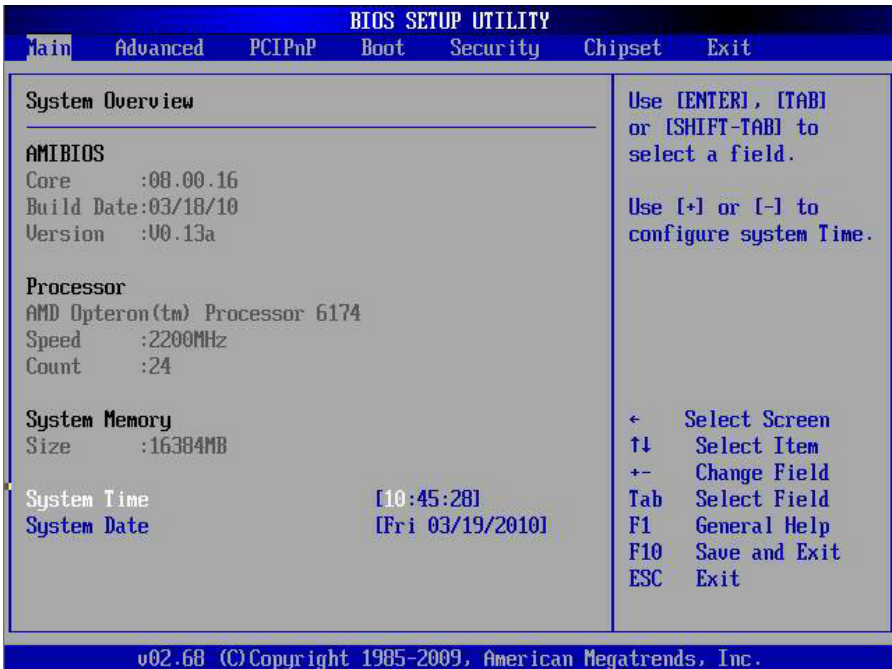 BIOS SETUP UTILITY
Main Advanced PCIPnP Boot Security Chipset Exit
System Overview
AMIBIOS
Core :08.00.16
Build Date:03/18/10
Version :V0.13a
Processor
AMD Opteron(tm) Processor 6174
Speed :2200MHz
Count :24
System Memory
Size :16384MB
System Time [10:45:28]
System Date [Fri 03/19/2010]
Use [ENTER], [TAB]
or [SHIFT-TAB] to
select a field.
Use [+] or [-] to
configure system Time.
← Select Screen
↑↓ Select Item
+- Change Field
Tab Select Field
F1 General Help
F10 Save and Exit
ESC Exit
v02.68 (C)Copyright 1985-2009, American Megatrends, Inc.